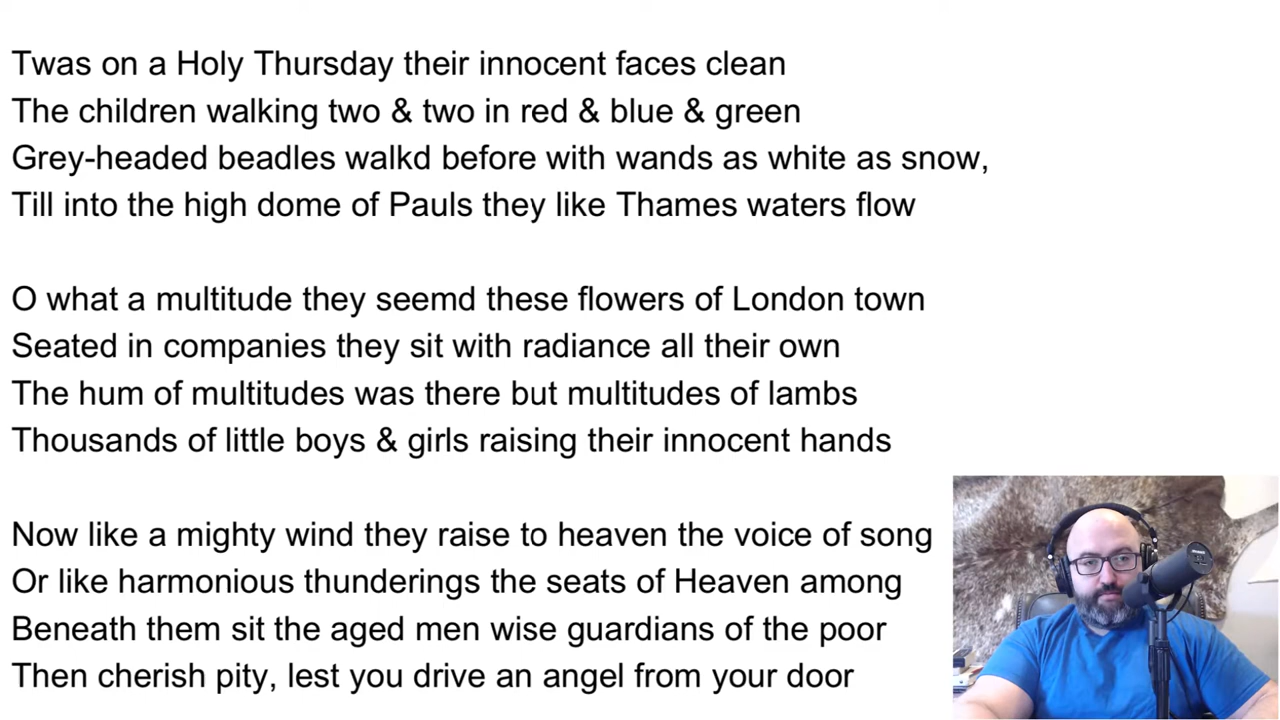 Twas on a Holy Thursday their innocent faces clean
The children walking two & two in red & blue & green
Grey-headed beadles walkd before with wands as white as snow,
Till into the high dome of Pauls they like Thames waters flow
O what a multitude they seemd these flowers of London town
Seated in companies they sit with radiance all their own
The hum of multitudes was there but multitudes of lambs
Thousands of little boys & girls raising their innocent hands
Now like a mighty wind they raise to heaven the voice of song
Or like harmonious thunderings the seats of Heaven among
Beneath them sit the aged men wise guardians of the poor
Then cherish pity, lest you drive an angel from your door